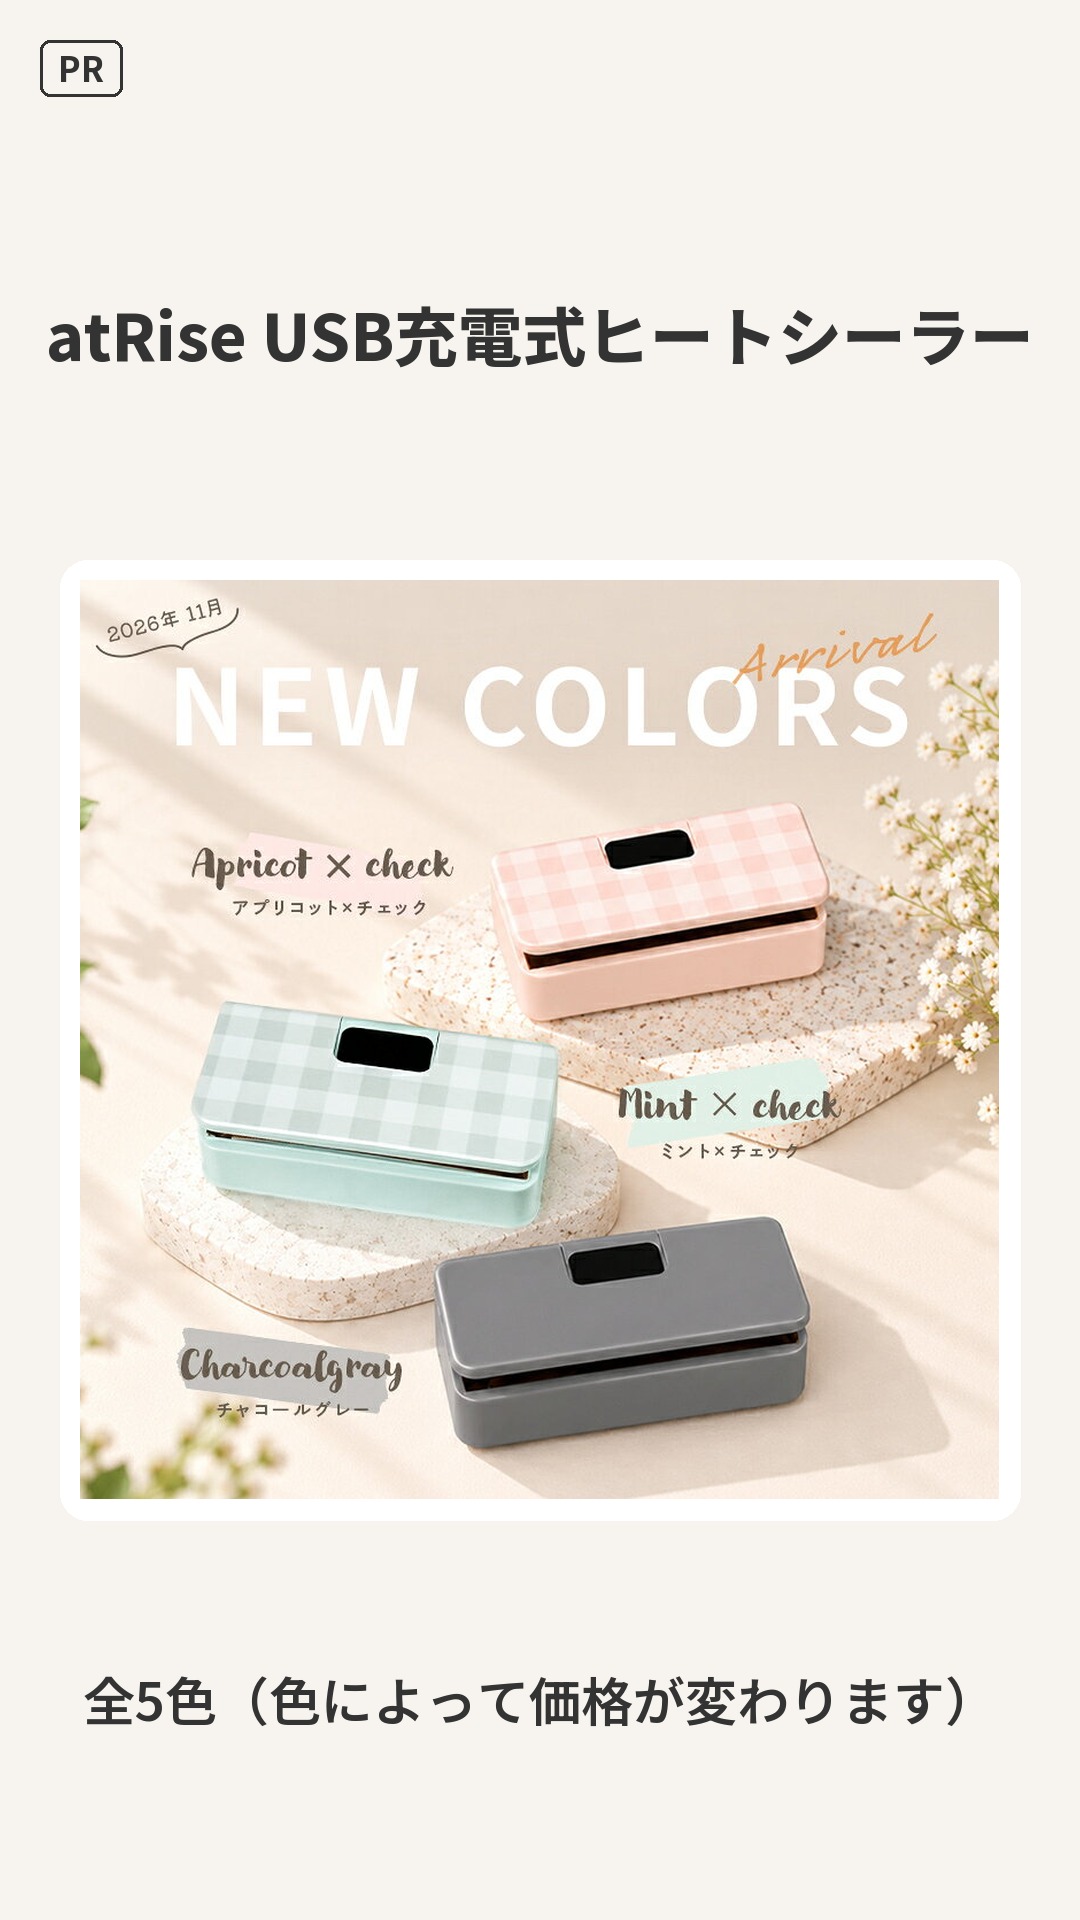 PR
atRise USB充電式ヒートシーラー
2026年 11月
Arrival
NEW COLORS
Apricot × check
アプリコット×チェック
Mint × check
ミント×チェック
Charcoalgray
チャコールグレー
全5色（色によって価格が変わります）